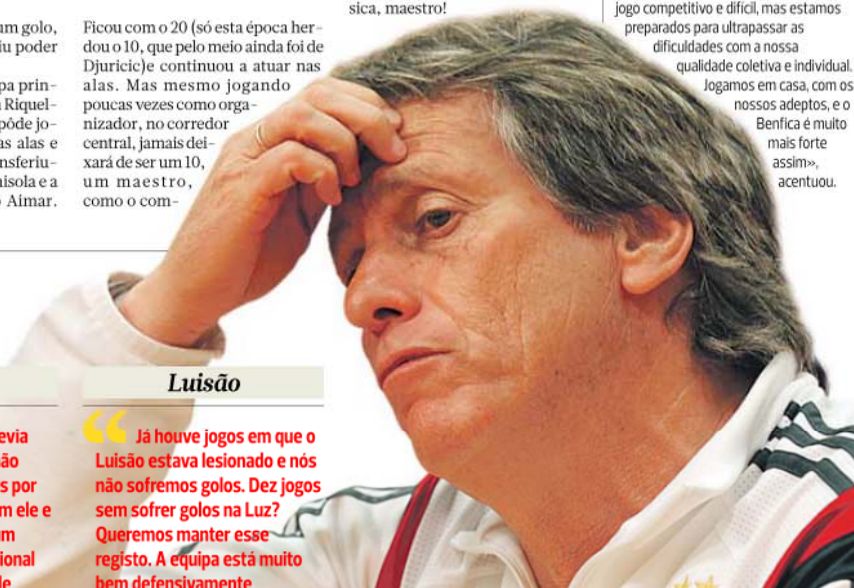 um golo,
iu poder
pa prin-
Riquel-
pôde jo-
as alas e
nsferiu-
nisola e a
Aimar.
Ficou com o 20 (só esta época her-
dou o 10, que pelo meio ainda foi de
Djuricic)e continuou a atuar nas
alas. Mas mesmo jogando
poucas vezes como orga-
nizador, no corredor
central, jamais dei-
xará de ser um 10,
um maestro,
como o com-
sica, maestro!
jogo competitivo e difícil, mas estamos
preparados para ultrapassar as
dificuldades com a nossa
qualidade coletiva e individual.
Jogamos em casa, com os
nossos adeptos, e o
Benfica é muito
mais forte
assim»,
acentuou.
evia
ão
s por
m ele e
um
ional
de
Luisão
“ Já houve jogos em que o
Luisão estava lesionado e nós
não sofremos golos. Dez jogos
sem sofrer golos na Luz?
Queremos manter esse
registo. A equipa está muito
bem defensivamente